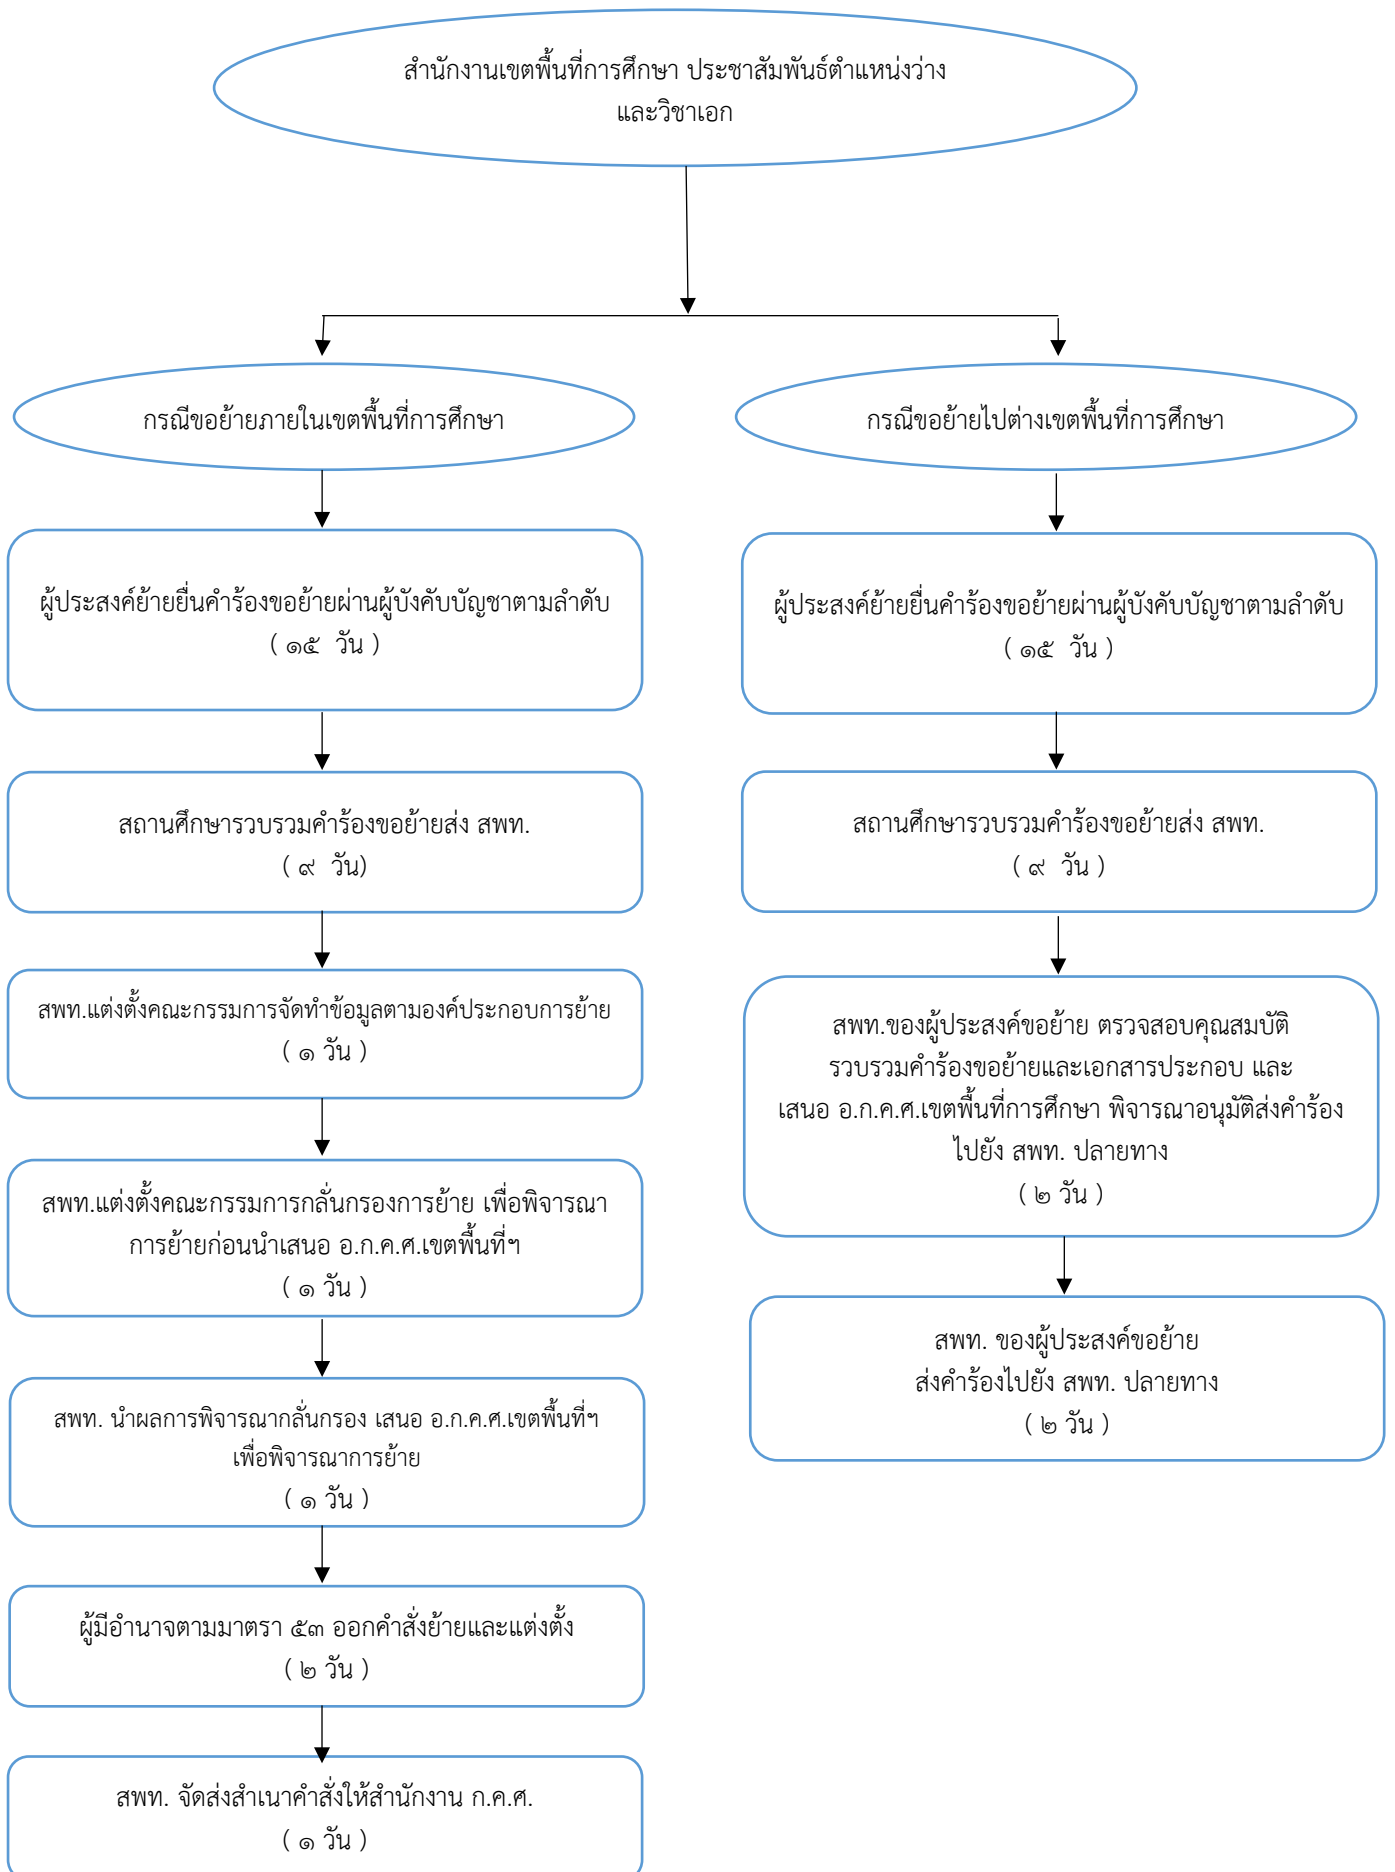 สำนักงานเขตพื้นที่การศึกษา ประชาสัมพันธ์ตำแหน่งว่าง
และวิชาเอก
กรณีขอย้ายภายในเขตพื้นที่การศึกษา
ผู้ประสงค์ย้ายยื่นคำร้องขอย้ายผ่านผู้บังคับบัญชาตามลำดับ
( ๑๕ วัน )
สถานศึกษารวบรวมคำร้องขอย้ายส่ง สพท.
( ๙ วัน)
สพท.แต่งตั้งคณะกรรมการจัดทำข้อมูลตามองค์ประกอบการย้าย
( ๑ วัน )
สพท.แต่งตั้งคณะกรรมการกลั่นกรองการย้าย เพื่อพิจารณา
การย้ายก่อนนำเสนอ อ.ก.ค.ศ.เขตพื้นที่ฯ
( ๑ วัน )
สพท. นำผลการพิจารณากลั่นกรอง เสนอ อ.ก.ค.ศ.เขตพื้นที่ฯ
เพื่อพิจารณาการย้าย
( ๑ วัน )
ผู้มีอำนาจตามมาตรา ๕๓ ออกคำสั่งย้ายและแต่งตั้ง
( ๒ วัน )
สพท. จัดส่งสำเนาคำสั่งให้สำนักงาน ก.ค.ศ.
( ๑ วัน )
กรณีขอย้ายไปต่างเขตพื้นที่การศึกษา
ผู้ประสงค์ย้ายยื่นคำร้องขอย้ายผ่านผู้บังคับบัญชาตามลำดับ
( ๑๕ วัน )
สถานศึกษารวบรวมคำร้องขอย้ายส่ง สพท.
( ๙ วัน )
สพท.ของผู้ประสงค์ขอย้าย ตรวจสอบคุณสมบัติ
รวบรวมคำร้องขอย้ายและเอกสารประกอบ และ
เสนอ อ.ก.ค.ศ.เขตพื้นที่การศึกษา พิจารณาอนุมัติส่งคำร้อง
ไปยัง สพท. ปลายทาง
( ๒ วัน )
สพท. ของผู้ประสงค์ขอย้าย
ส่งคำร้องไปยัง สพท. ปลายทาง
( ๒ วัน )